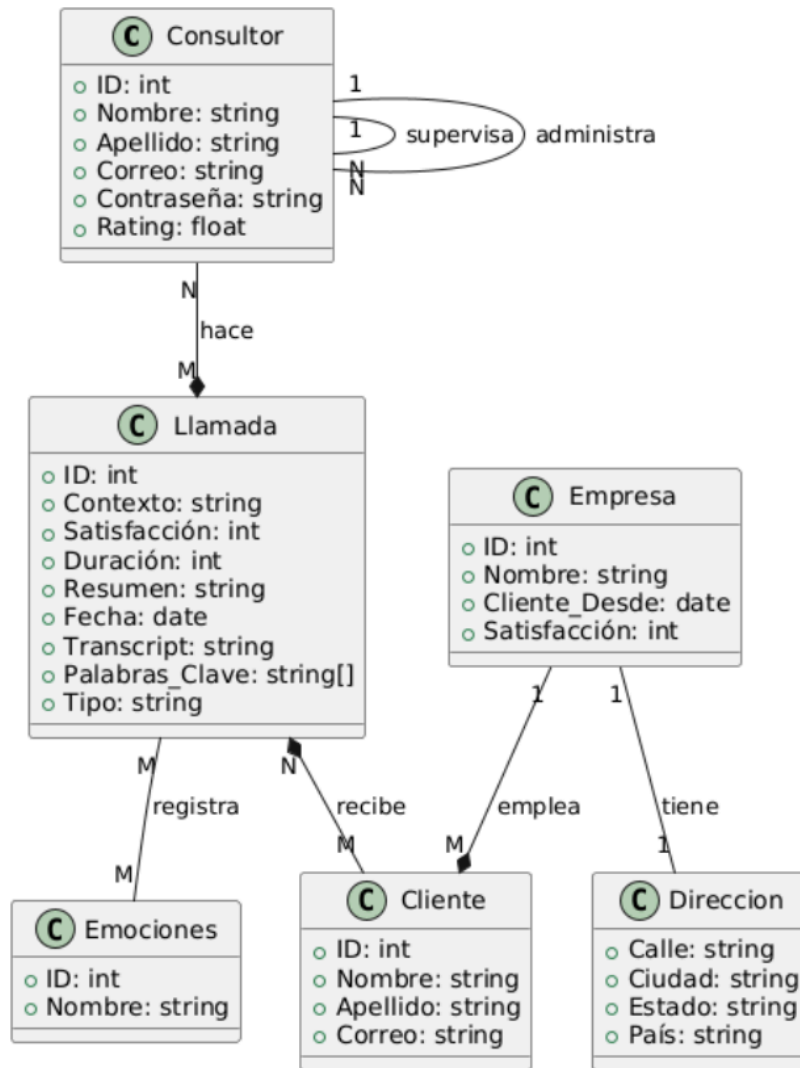 C Consultor
ID: int
Nombre: string
Apellido: string
Correo: string
Contraseña: string
Rating: float
1
1
supervisa
administra
N
N
N
hace
M
C Llamada
ID: int
Contexto: string
Satisfacción: int
Duración: int
Resumen: string
Fecha: date
Transcript: string
Palabras_Clave: string[]
Tipo: string
C Empresa
ID: int
Nombre: string
Cliente_Desde: date
Satisfacción: int
M
registra
M
N
recibe
M
1
emplea
M
1
tiene
1
C Emociones
ID: int
Nombre: string
C Cliente
ID: int
Nombre: string
Apellido: string
Correo: string
C Direccion
Calle: string
Ciudad: string
Estado: string
País: string